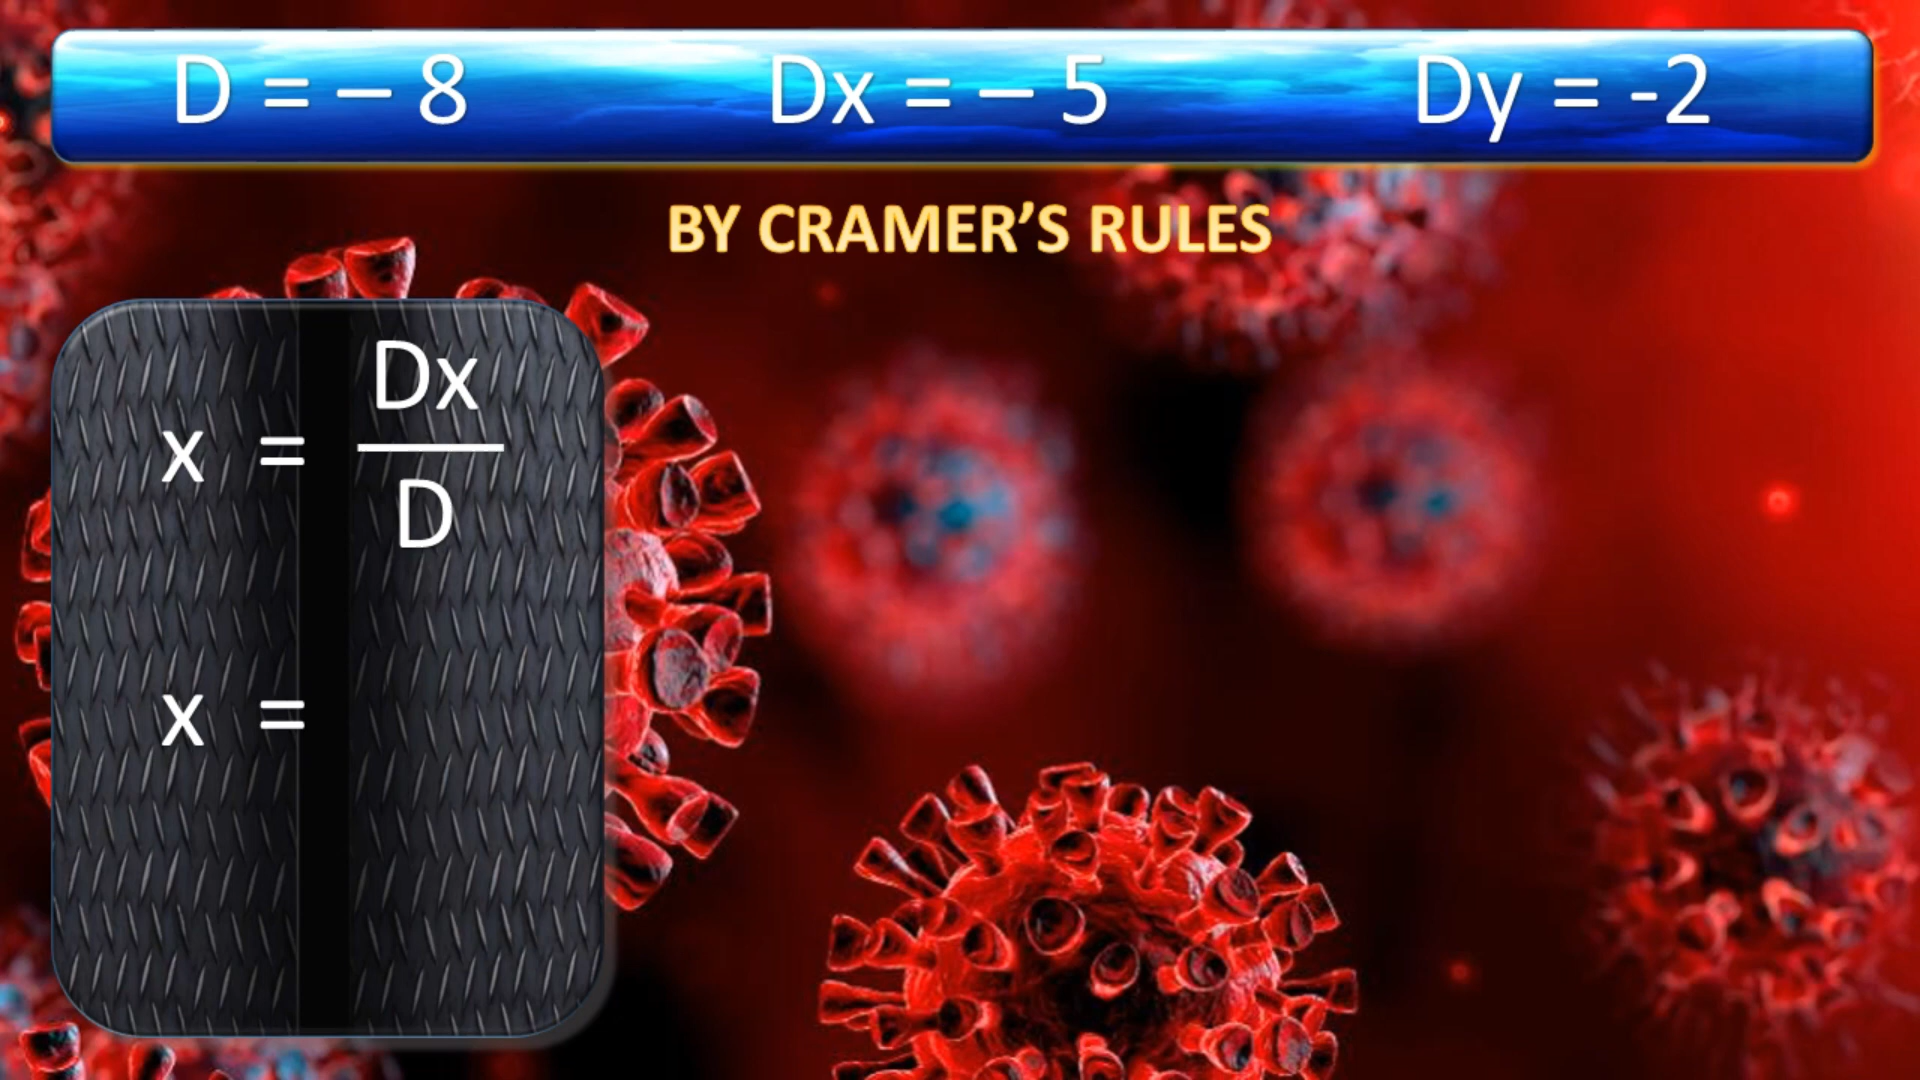 D = – 8 Dx = – 5 Dy = -2
BY CRAMER’S RULES
Dx
x =
D
x =